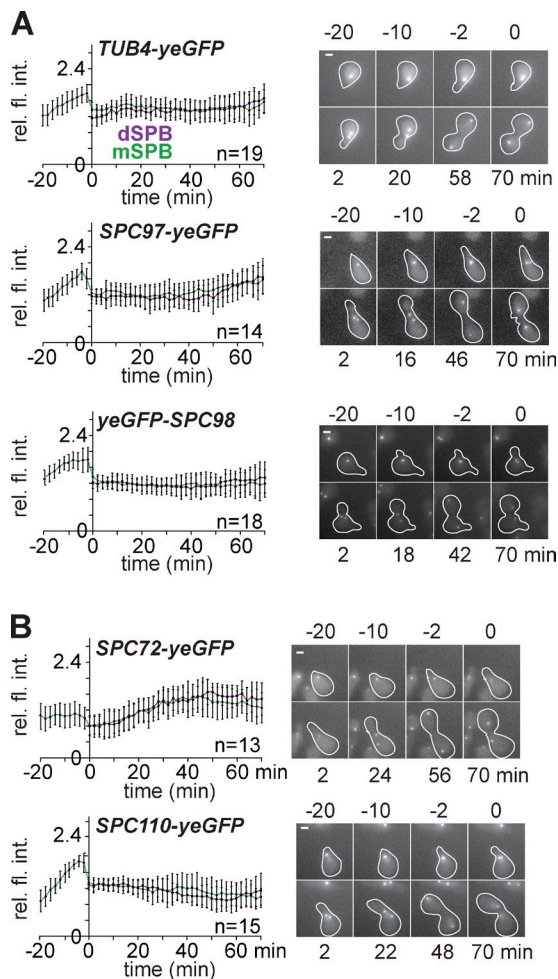 A
TUB4-yeGFP
rel. fl. int.
2.4
0
dSPB
mSPB
n=19
-20 0 20 40 60
time (min)
-20 -10 -2 0
2 20 58 70 min
SPC97-yeGFP
rel. fl. int.
2.4
0
n=14
-20 0 20 40 60
time (min)
-20 -10 -2 0
2 16 46 70 min
yeGFP-SPC98
rel. fl. int.
2.4
0
n=18
-20 0 20 40 60
time (min)
-20 -10 -2 0
2 18 42 70 min
B
SPC72-yeGFP
rel. fl. int.
2.4
0
n=13
-20 0 20 40 60 min
time (min)
-20 -10 -2 0
2 24 56 70 min
SPC110-yeGFP
rel. fl. int.
2.4
0
n=15
-20 0 20 40 60 min
time (min)
-20 -10 -2 0
2 22 48 70 min